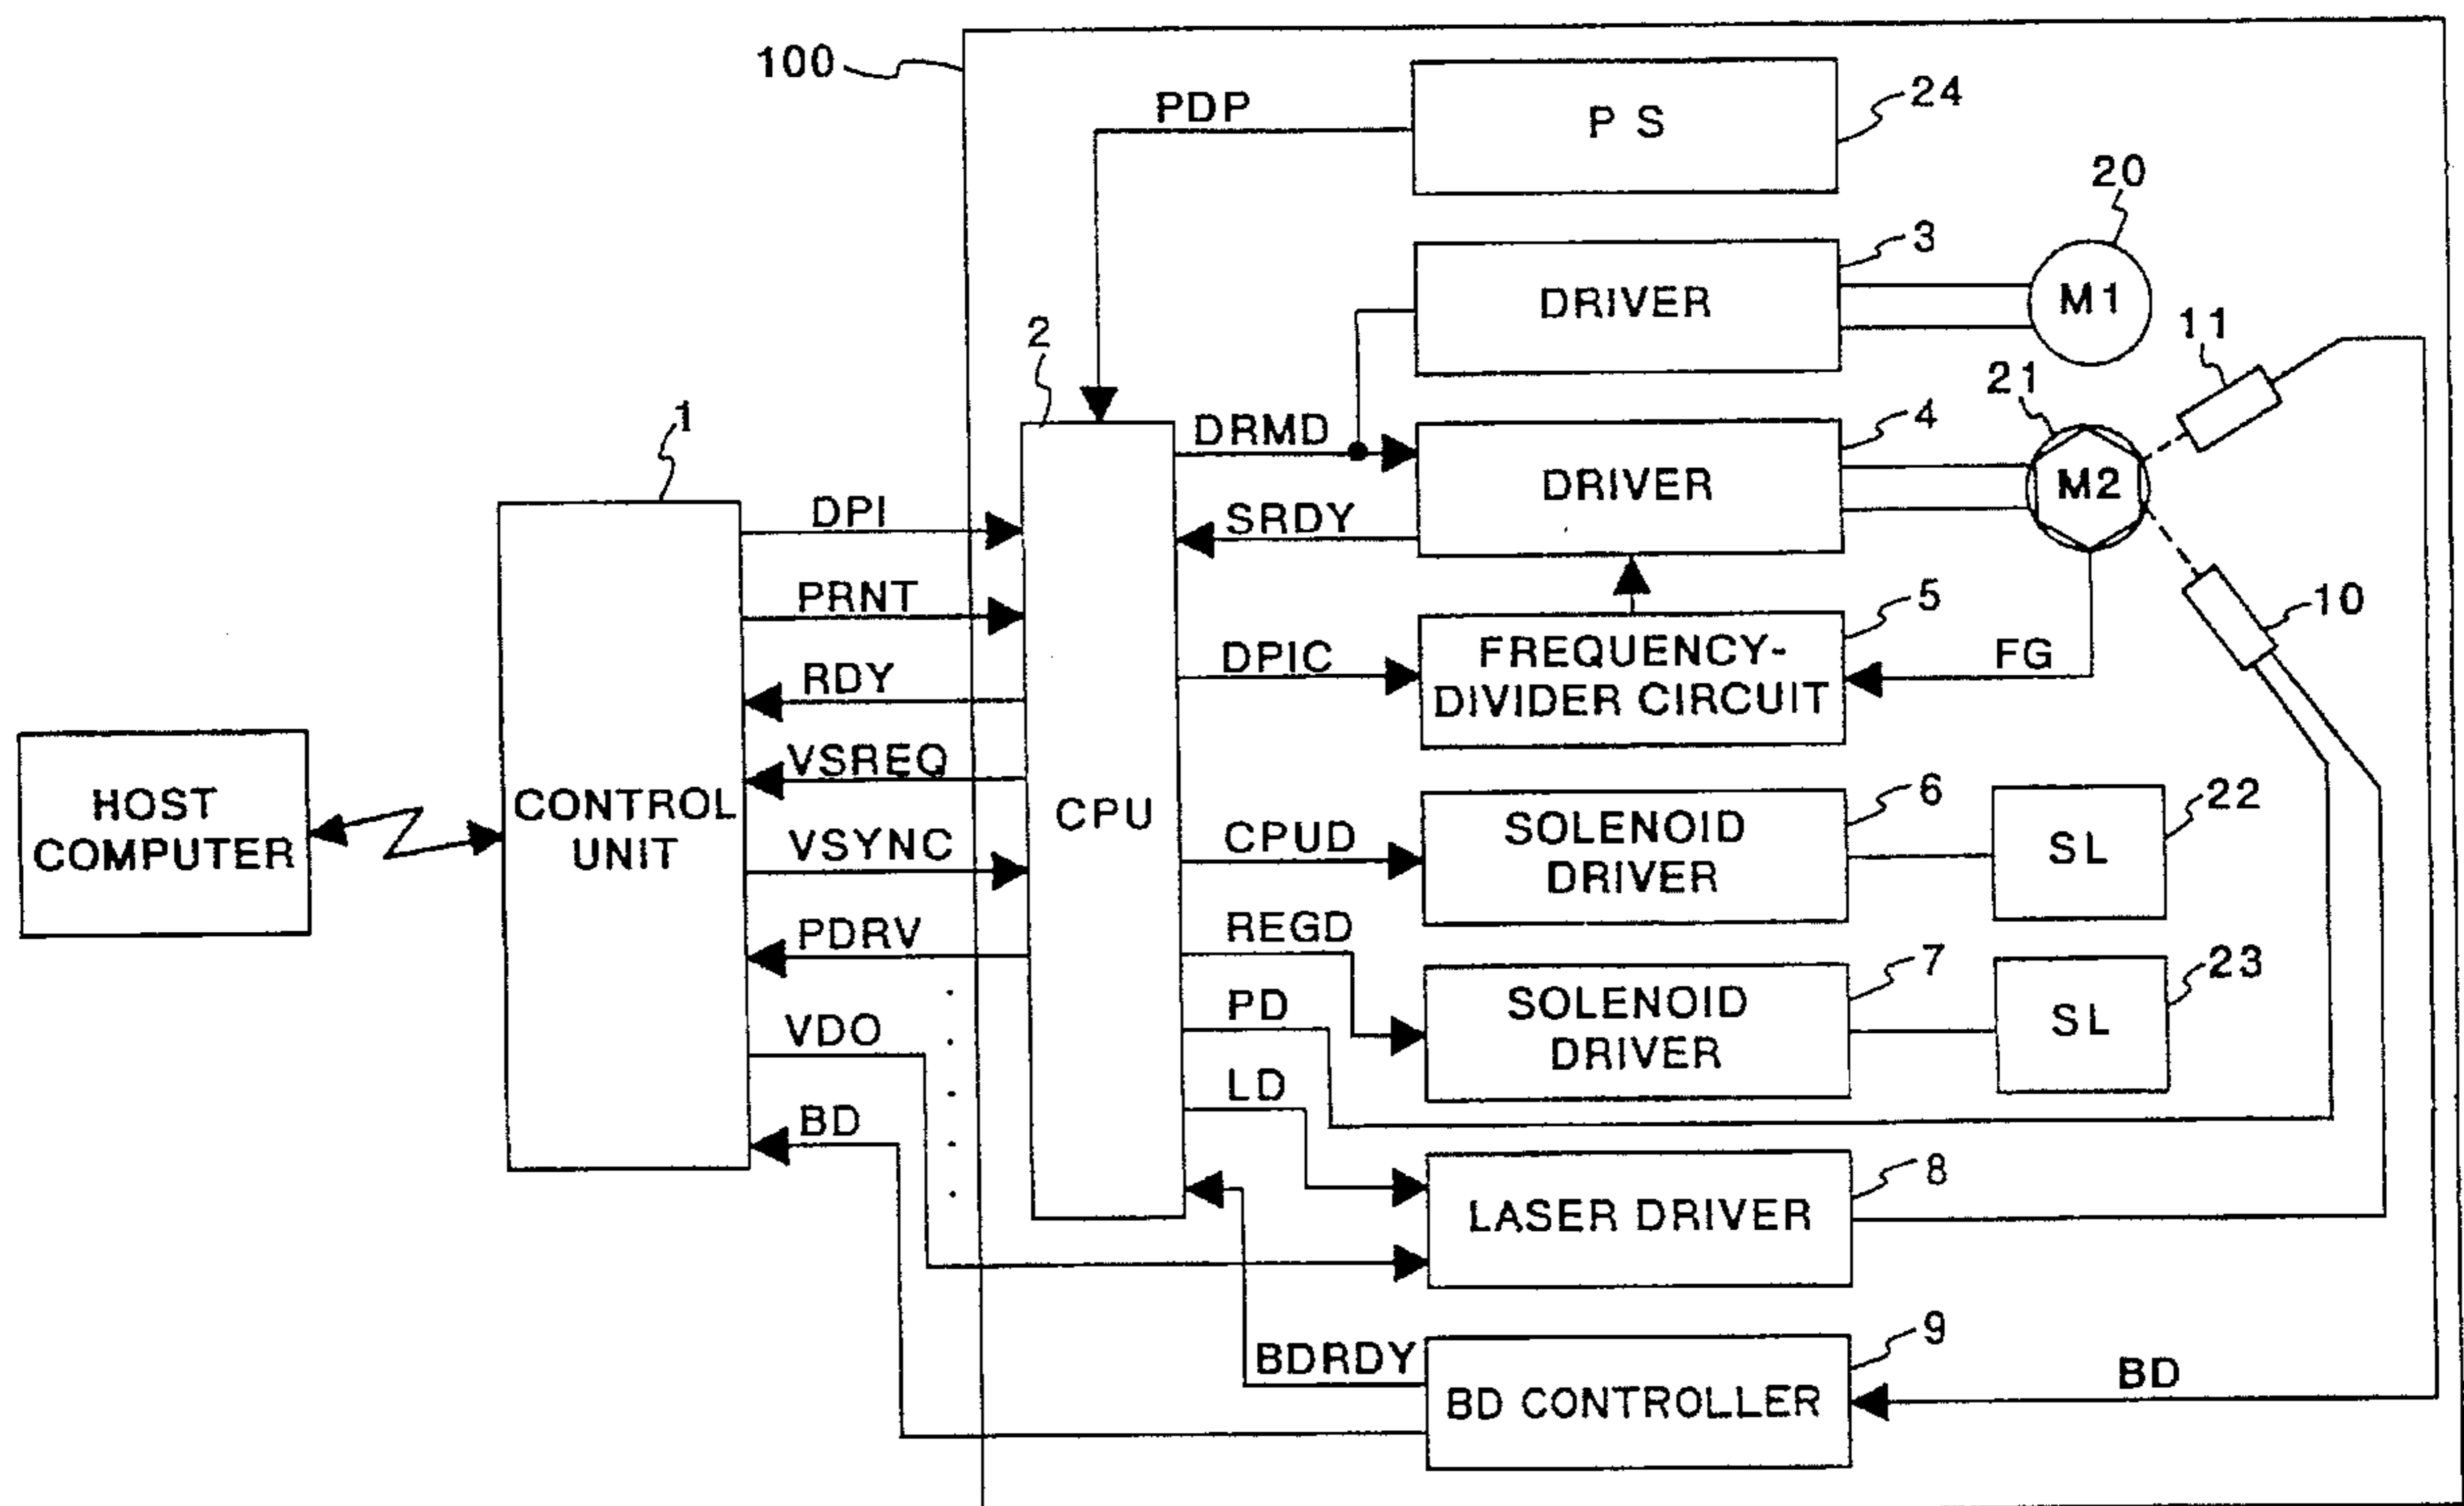 100
PDP
P S
24
20
3
DRIVER
M1
11
2
21
1
DRMD
4
DRIVER
M2
DPI
SRDY
PRNT
5
10
DPIC
FREQUENCY-
DIVIDER CIRCUIT
FG
RDY
VSREQ
HOST
COMPUTER
CONTROL
UNIT
CPU
6
22
CPUD
SOLENOID
DRIVER
SL
VSYNC
PDRV
REGD
7
23
SOLENOID
DRIVER
SL
PD
VDO
LD
BD
8
LASER DRIVER
9
BDRDY
BD CONTROLLER
BD